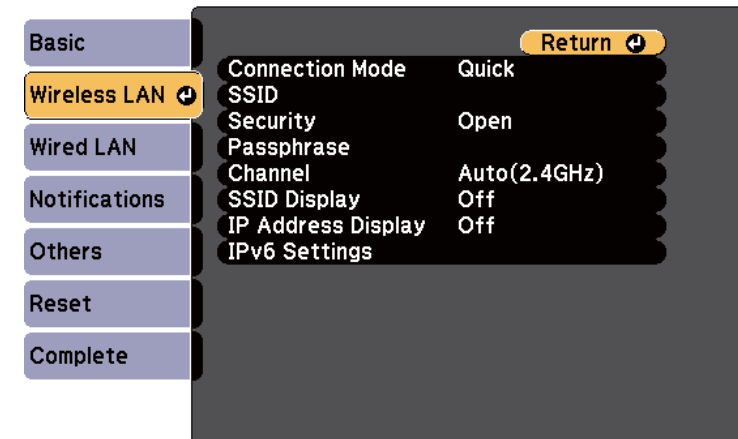 Basic
Wireless LAN
Wired LAN
Notifications
Others
Reset
Complete
Return
Connection Mode Quick
SSID
Security Open
Passphrase
Channel Auto(2.4GHz)
SSID Display Off
IP Address Display Off
IPv6 Settings